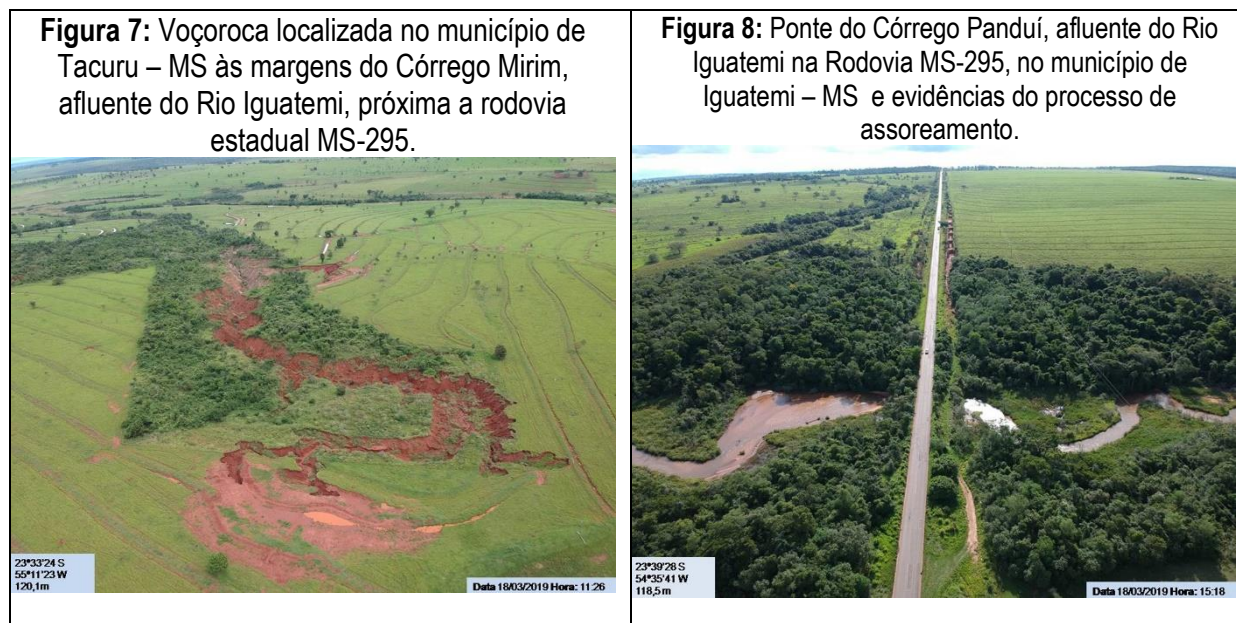 Figura 7: Voçoroca localizada no município de
Tacuru – MS às margens do Córrego Mirim,
afluente do Rio Iguatemi, próxima a rodovia
estadual MS-295.
23°33'24 S
55°11'23 W
120,1m
Data 18/03/2019 Hora: 11:26
Figura 8: Ponte do Córrego Panduí, afluente do Rio
Iguatemi na Rodovia MS-295, no município de
Iguatemi – MS e evidências do processo de
assoreamento.
23°39'28 S
54°35'41 W
118,5m
Data 18/03/2019 Hora: 15:18